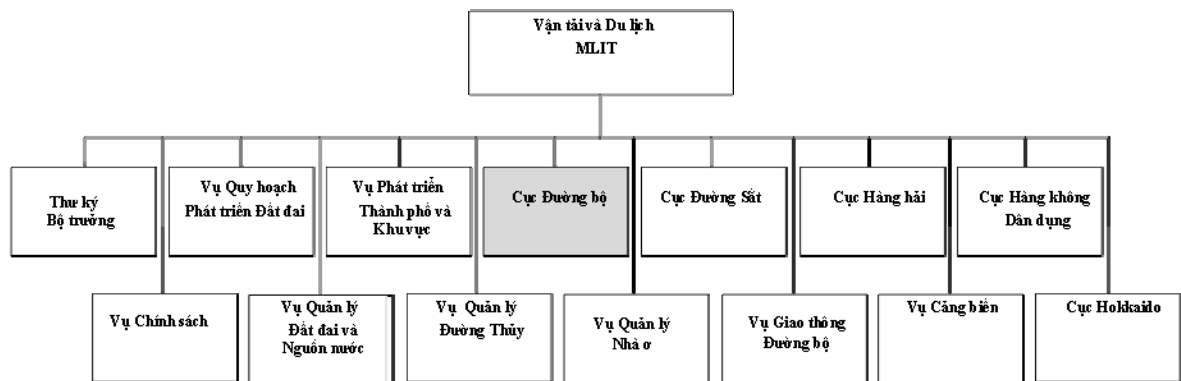 Vận tải và Du lịch
MLIT
Thư ký
Bộ trưởng
Vụ Quy hoạch
Phát triển Đất đai
Vụ Phát triển
Thành phố và
Khu vực
Cục Đường bộ
Cục Đường Sắt
Cục Hàng hải
Cục Hàng không
Dân dụng
Vụ Chính sách
Vụ Quản lý
Đất đai và
Nguồn nước
Vụ Quản lý
Đường Thủy
Vụ Quản lý
Nhà ơ
Vụ Giao thông
Đường bộ
Vụ Cảng biển
Cục Hokkaido